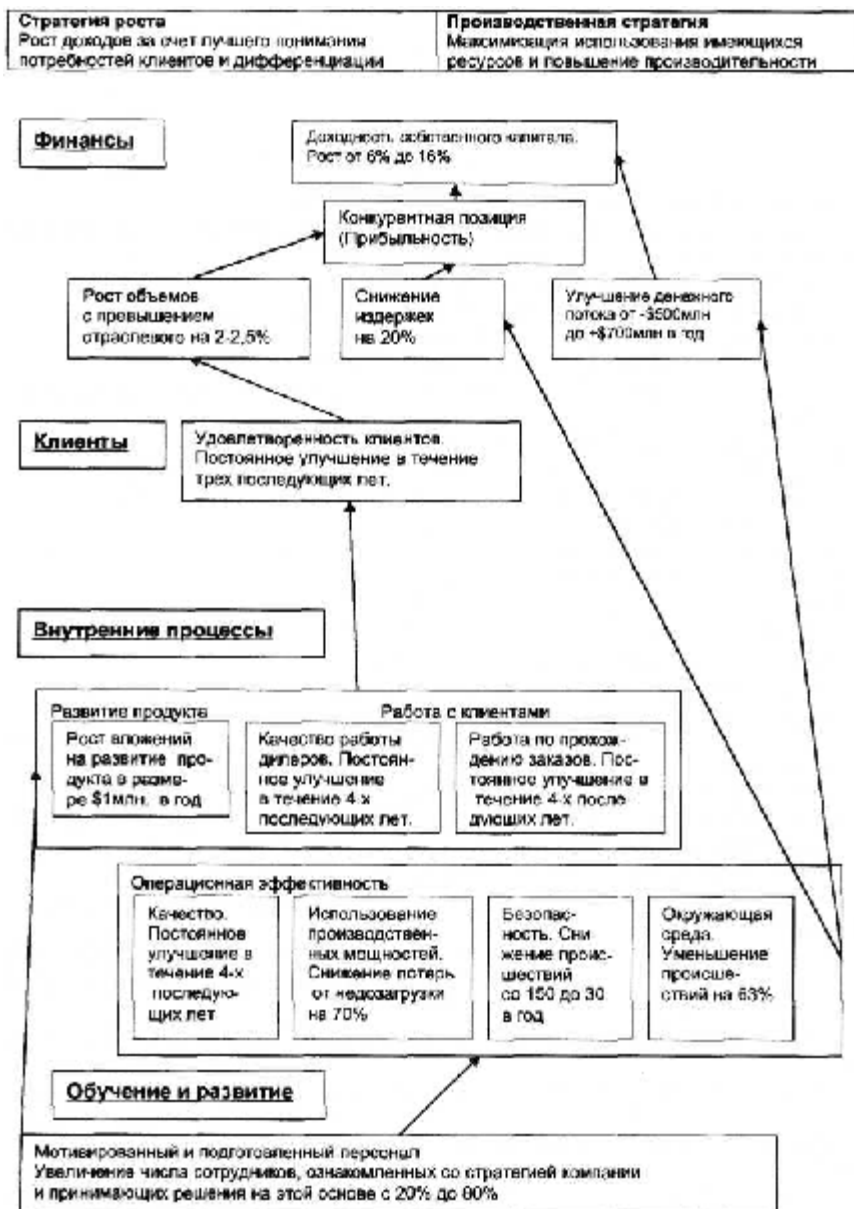 Стратегия роста
Рост доходов за счет лучшего понимания
потребностей клиентов и дифференциации
Производственная стратегия
Максимизация использования имеющихся
ресурсов и повышение производительности
Финансы
Доходность собственного капитала.
Рост от 6% до 16%
Конкурентная позиция
(Прибыльность)
Рост объемов
с превышением
отраслевого на 2-2,5%
Снижение
издержек
на 20%
Улучшение денежного
потока от -$500млн
до +$700млн в год
Клиенты
Удовлетворенность клиентов.
Постоянное улучшение в течение
трех последующих лет.
Внутренние процессы
Развитие продукта
Работа с клиентами
Рост вложений
на развитие про-
дукта в разме-
ре $1млн. в год
Качество работы
дилеров. Постоян-
ное улучшение
в течение 4-х
последующих лет.
Работа по прохож-
дению заказов. Пос-
тоянное улучшение в
течение 4-х после
дующих лет.
Операционная эффективность
Качество.
Постоянное
улучшение в
течение 4-х
последую-
щих лет
Использование
производствен-
ных мощностей.
Снижение потерь
от недозагрузки
на 70%
Безопас-
ность. Сни
жение проис-
шествий
со 150 до 30
в год
Окружающая
среда.
Уменьшение
происше-
ствий на 63%
Обучение и развитие
Мотивированный и подготовленный персонал
Увеличение числа сотрудников, ознакомленных со стратегией компании
и принимающих решения на этой основе с 20% до 80%